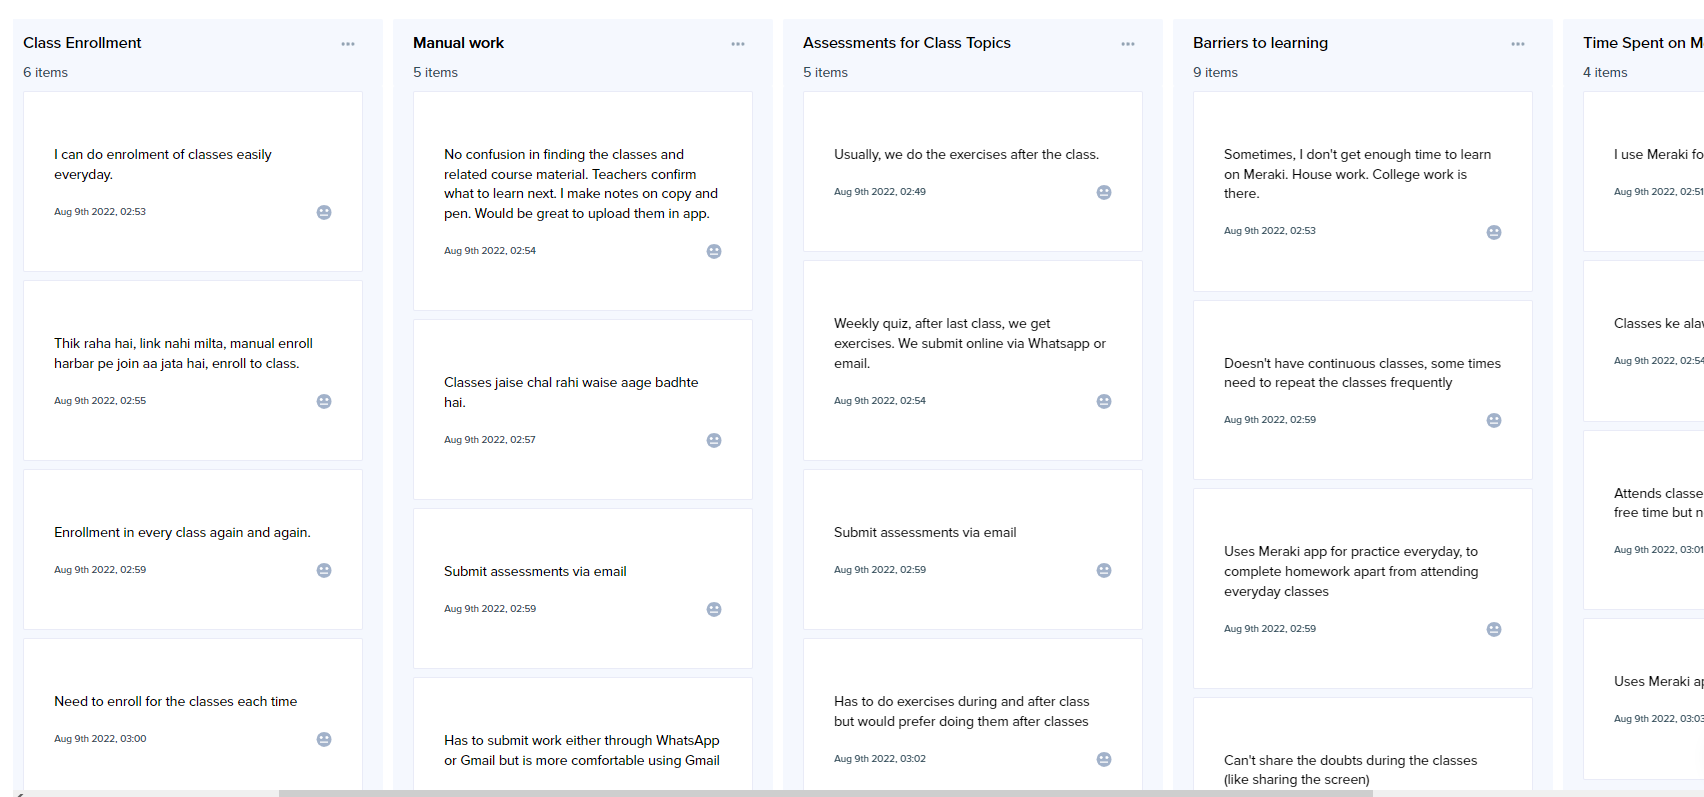 Class Enrollment
6 items
I can do enrolment of classes easily
everyday.
Aug 9th 2022, 02:53
Thik raha hai, link nahi milta, manual enroll
harbar pe join aa jata hai, enroll to class.
Aug 9th 2022, 02:55
Enrollment in every class again and again.
Aug 9th 2022, 02:59
Need to enroll for the classes each time
Aug 9th 2022, 03:00
Manual work
5 items
No confusion in finding the classes and
related course material. Teachers confirm
what to learn next. I make notes on copy and
pen. Would be great to upload them in app.
Aug 9th 2022, 02:54
Classes jaise chal rahi waise aage badhte
hai.
Aug 9th 2022, 02:57
Submit assessments via email
Aug 9th 2022, 02:59
Has to submit work either through WhatsApp
or Gmail but is more comfortable using Gmail
Assessments for Class Topics
5 items
Usually, we do the exercises after the class.
Aug 9th 2022, 02:49
Weekly quiz, after last class, we get
exercises. We submit online via Whatsapp or
email.
Aug 9th 2022, 02:54
Submit assessments via email
Aug 9th 2022, 02:59
Has to do exercises during and after class
but would prefer doing them after classes
Aug 9th 2022, 03:02
Barriers to learning
9 items
Sometimes, I don't get enough time to learn
on Meraki. House work. College work is
there.
Aug 9th 2022, 02:53
Doesn't have continuous classes, some times
need to repeat the classes frequently
Aug 9th 2022, 02:59
Uses Meraki app for practice everyday, to
complete homework apart from attending
everyday classes
Aug 9th 2022, 02:59
Can't share the doubts during the classes
(like sharing the screen)
Time Spent on M
4 items
I use Meraki fo
Aug 9th 2022, 02:51
Classes ke ala
Aug 9th 2022, 02:54
Attends classe
free time but n
Aug 9th 2022, 03:01
Uses Meraki a
Aug 9th 2022, 03:03